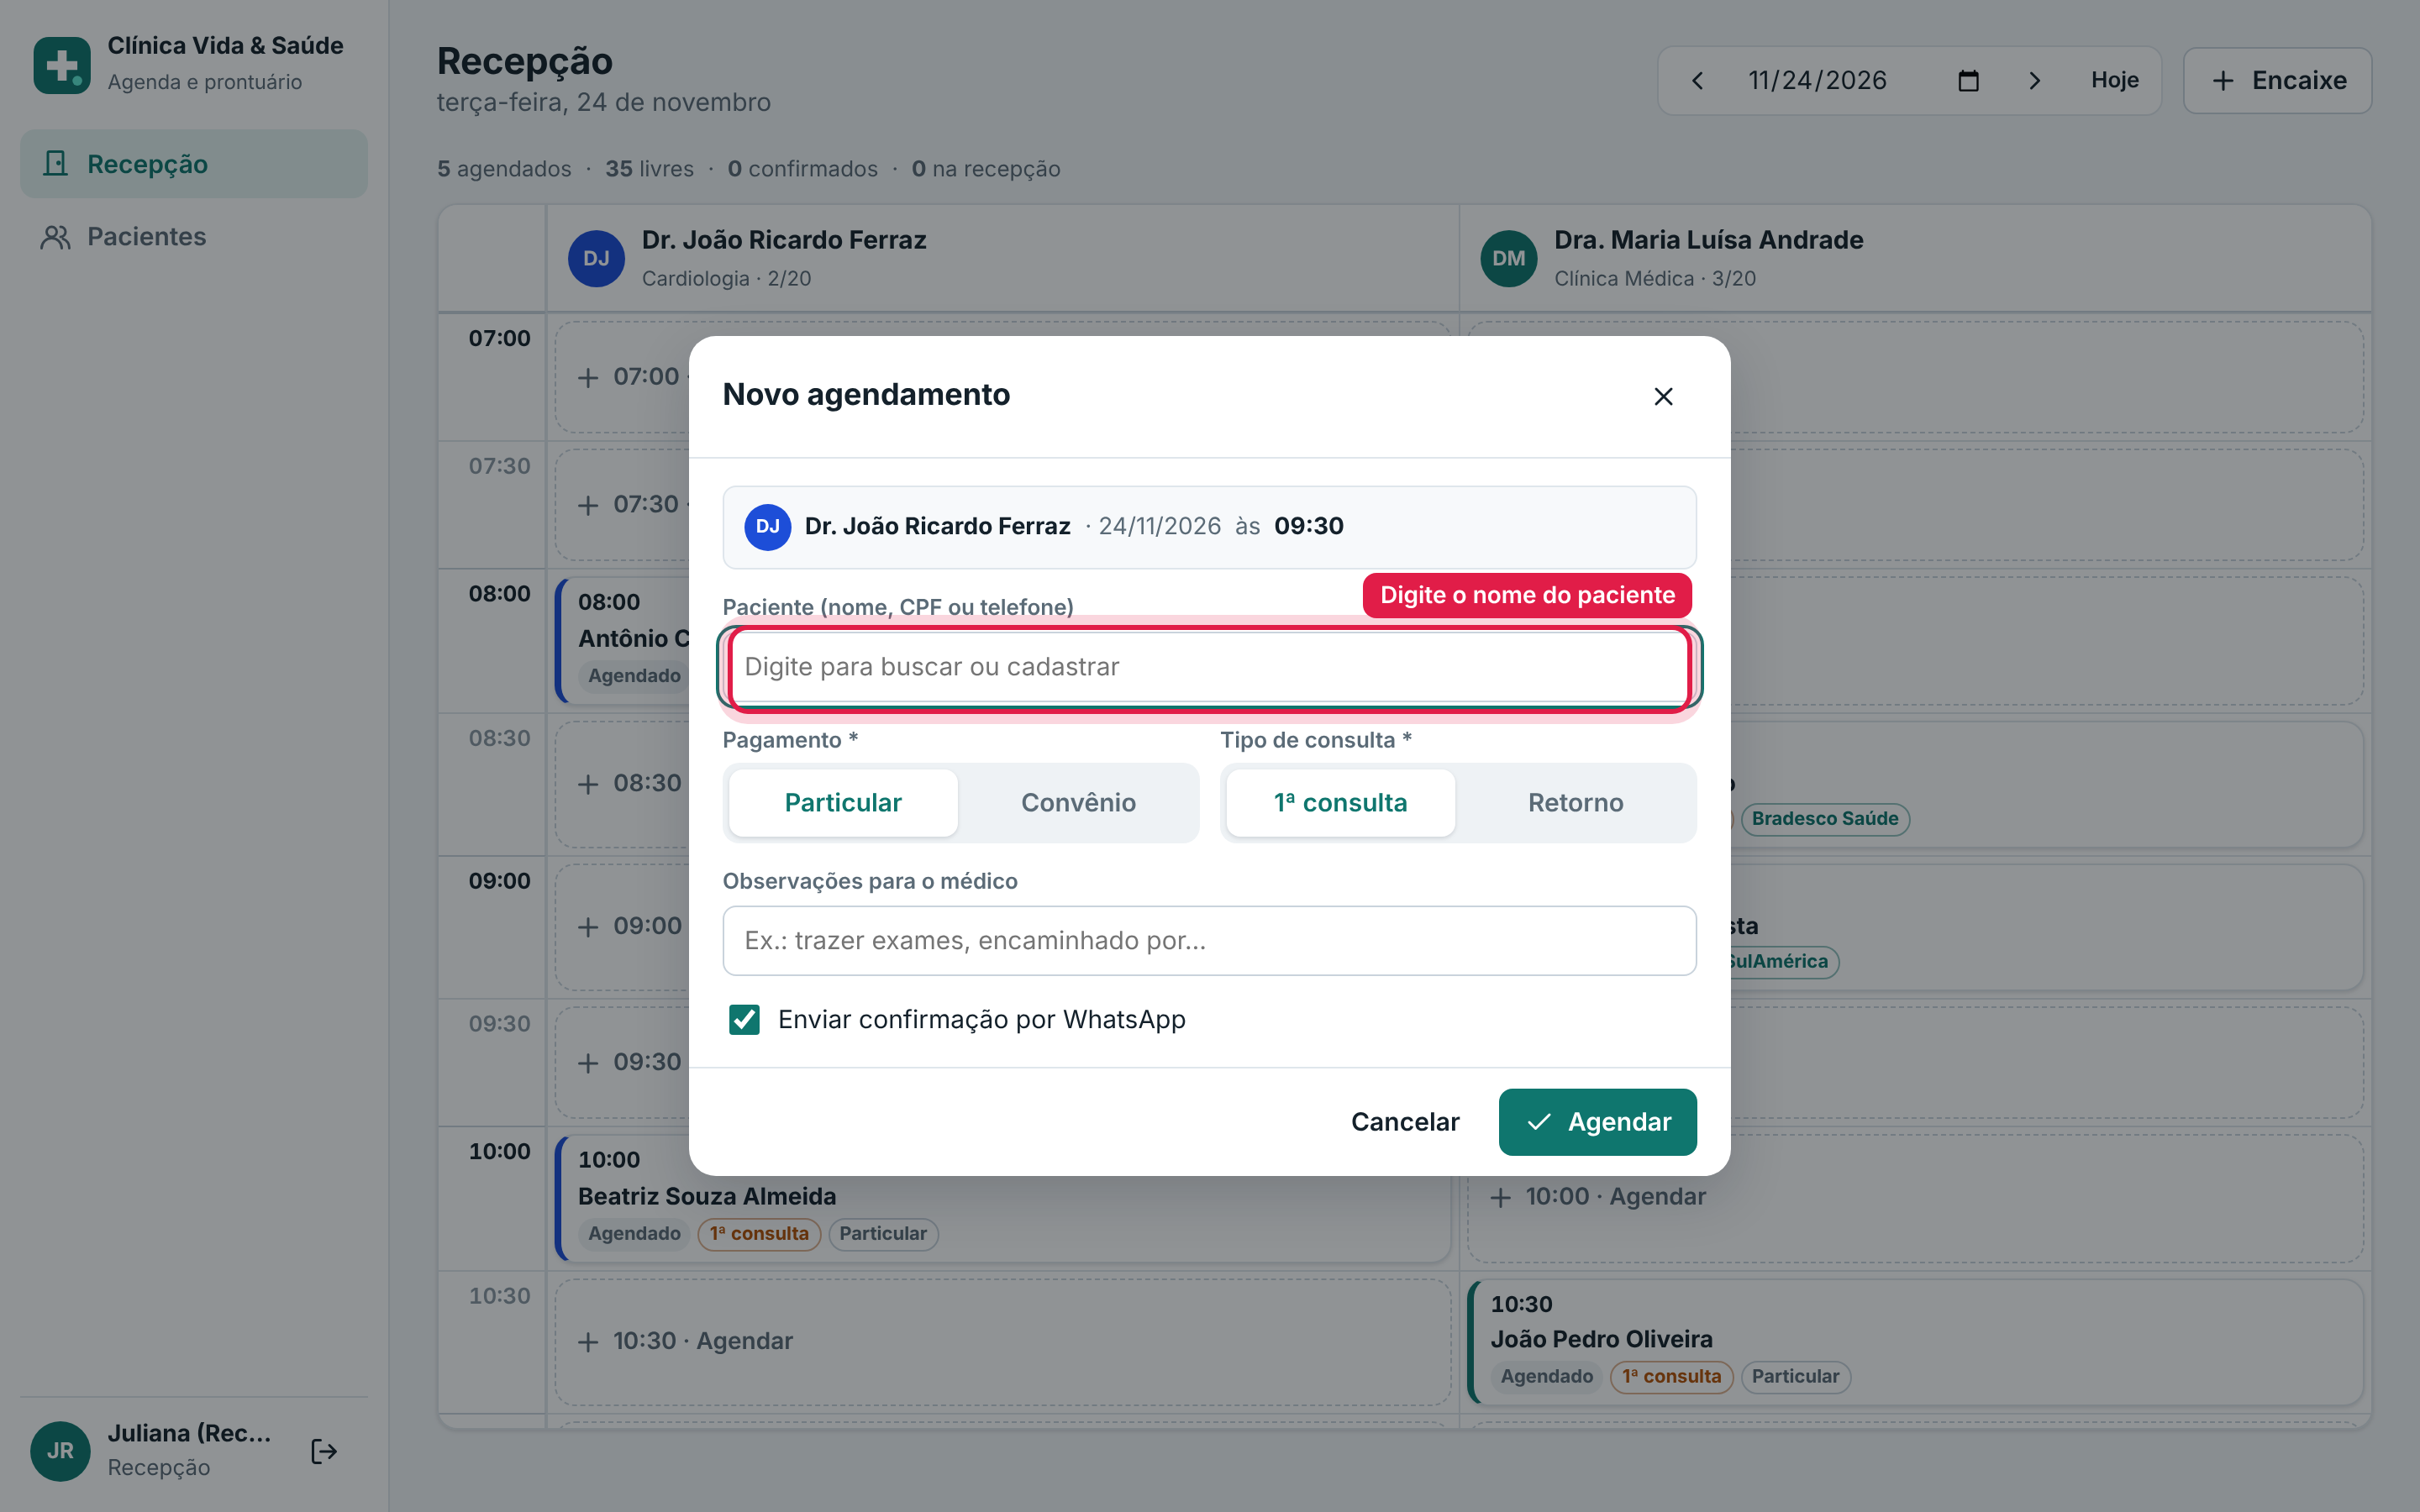 Clínica Vida & Saúde
Agenda e prontuário
Recepção
Pacientes
Recepção
terça-feira, 24 de novembro
11/24/2026
Hoje
Encaixe
5 agendados · 35 livres · 0 confirmados · 0 na recepção
DJ
Dr. João Ricardo Ferraz
Cardiologia · 2/20
DM
Dra. Maria Luísa Andrade
Clínica Médica · 3/20
07:00
07:00 ·
07:30
07:30 ·
08:00
08:00
Antônio C
Agendado
08:30
08:30
Bradesco Saúde
09:00
09:00
sta
SulAmérica
09:30
09:30
Novo agendamento
DJ
Dr. João Ricardo Ferraz · 24/11/2026 às 09:30
Paciente (nome, CPF ou telefone)
Digite o nome do paciente
Digite para buscar ou cadastrar
Pagamento *
Particular
Convênio
Tipo de consulta *
1ª consulta
Retorno
Observações para o médico
Ex.: trazer exames, encaminhado por...
Enviar confirmação por WhatsApp
Cancelar
Agendar
10:00
10:00
Beatriz Souza Almeida
Agendado
1ª consulta
Particular
10:00 · Agendar
10:30
10:30 · Agendar
10:30
João Pedro Oliveira
Agendado
1ª consulta
Particular
JR
Juliana (Rec...
Recepção